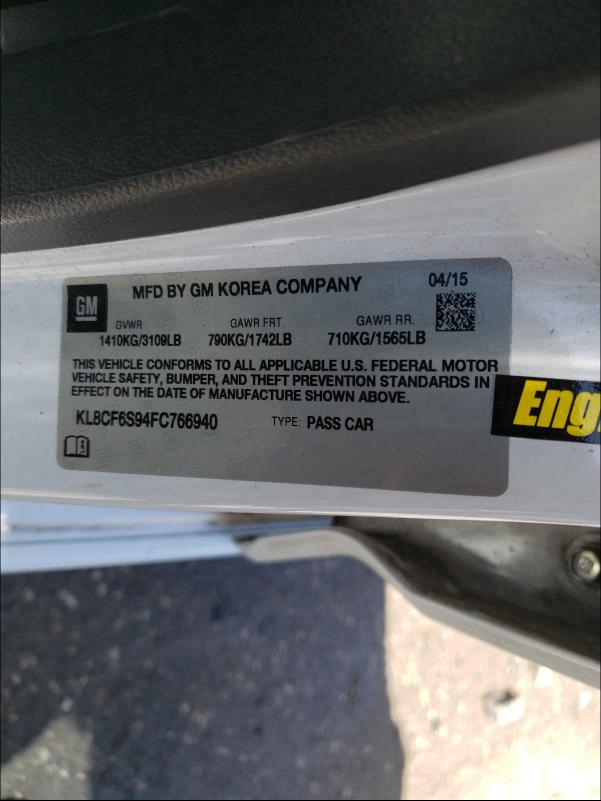 GM
MFD BY GM KOREA COMPANY
04/15
GVWR GAWR FRT. GAWR RR.
1410KG/3109LB 790KG/1742LB 710KG/1565LB
THIS VEHICLE CONFORMS TO ALL APPLICABLE U.S. FEDERAL MOTOR
VEHICLE SAFETY, BUMPER, AND THEFT PREVENTION STANDARDS IN
EFFECT ON THE DATE OF MANUFACTURE SHOWN ABOVE.
KL8CF6S94FC766940 TYPE: PASS CAR
Eng